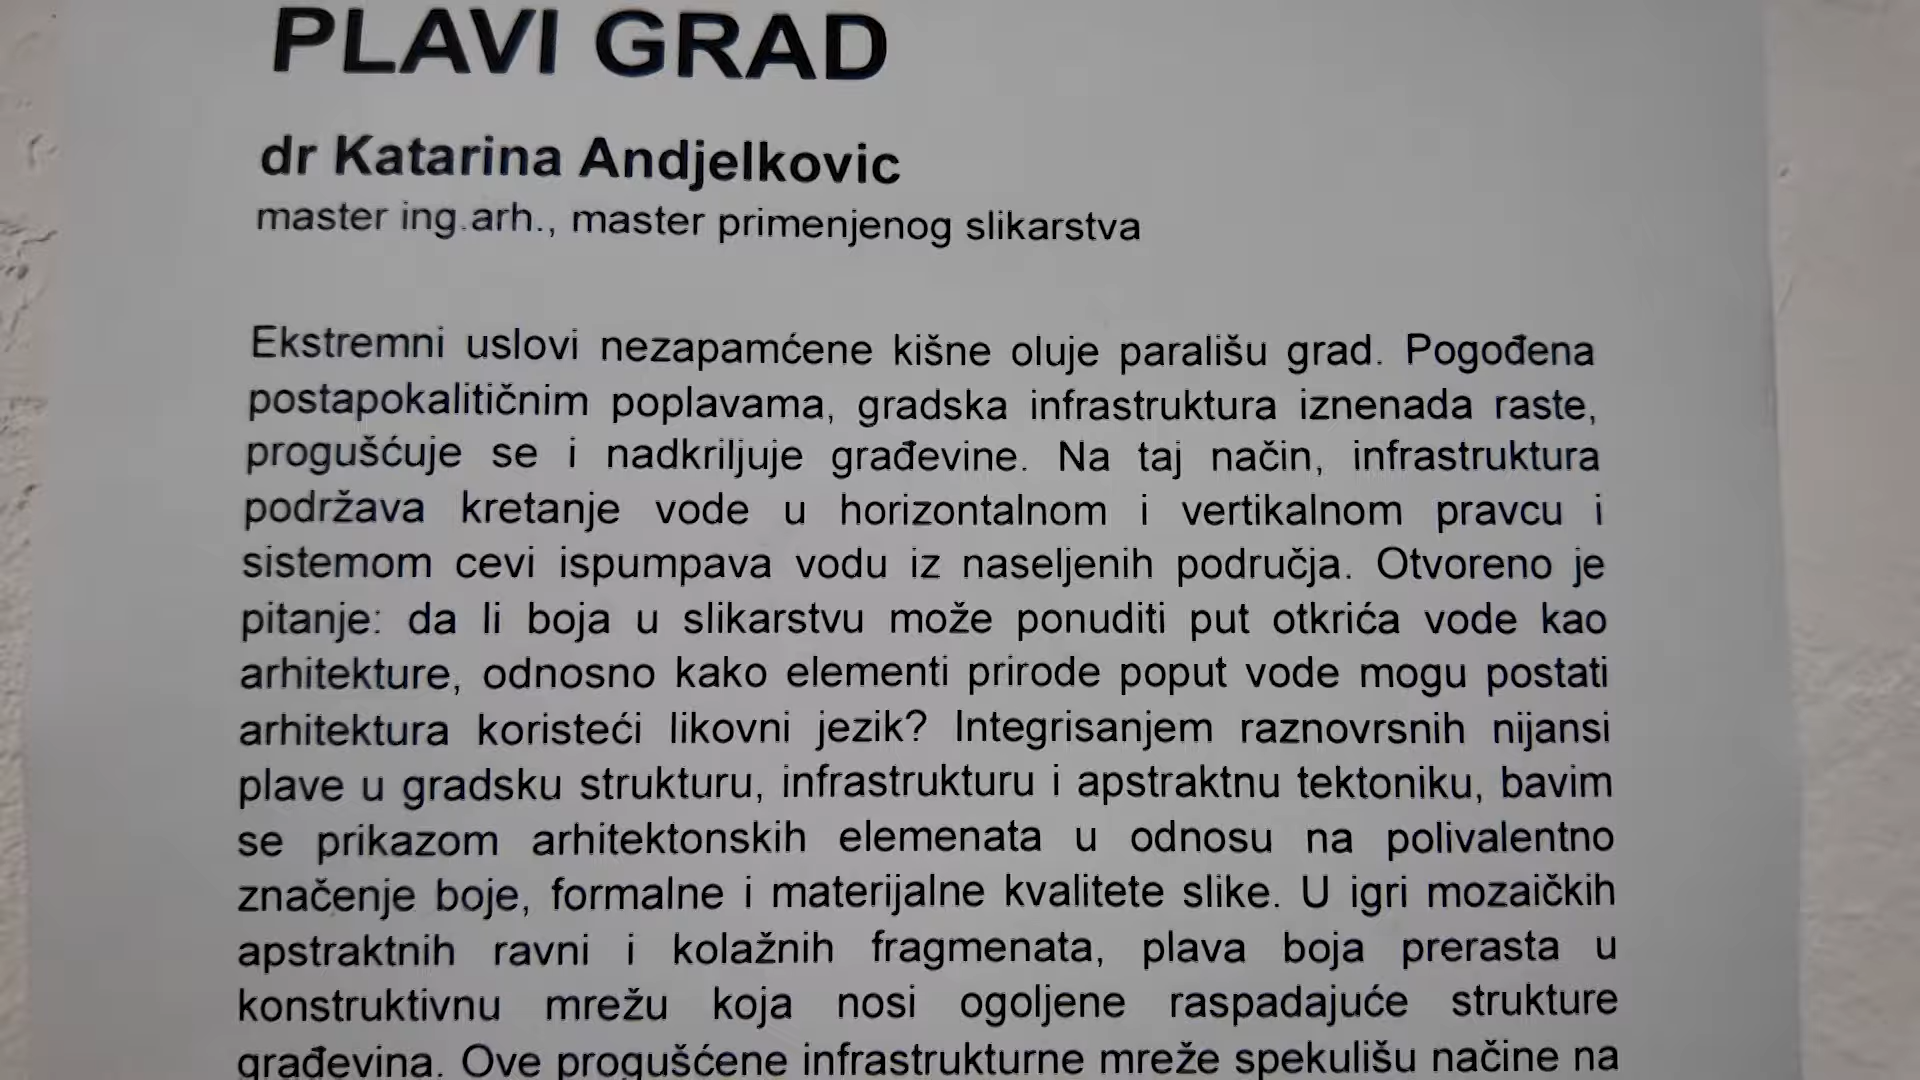 PLAVI GRAD
dr Katarina Andjelkovic
master ing.arh., master primenjenog slikarstva
Ekstremni uslovi nezapamćene kišne oluje parališu grad. Pogođena
postapokalitičnim poplavama, gradska infrastruktura iznenada raste,
progušćuje se i nadkriljuje građevine. Na taj način, infrastruktura
podržava kretanje vode u horizontalnom i vertikalnom pravcu i
sistemom cevi ispumpava vodu iz naseljenih područja. Otvoreno je
pitanje: da li boja u slikarstvu može ponuditi put otkrića vode kao
arhitekture, odnosno kako elementi prirode poput vode mogu postati
arhitektura koristeći likovni jezik? Integrisanjem raznovrsnih nijansi
plave u gradsku strukturu, infrastrukturu i apstraktnu tektoniku, bavim
se prikazom arhitektonskih elemenata u odnosu na polivalentno
značenje boje, formalne i materijalne kvalitete slike. U igri mozaičkih
apstraktnih ravni i kolažnih fragmenata, plava boja prerasta u
konstruktivnu mrežu koja nosi ogoljene raspadajuće strukture
građevina. Ove progušćene infrastrukturne mreže spekulišu načine na